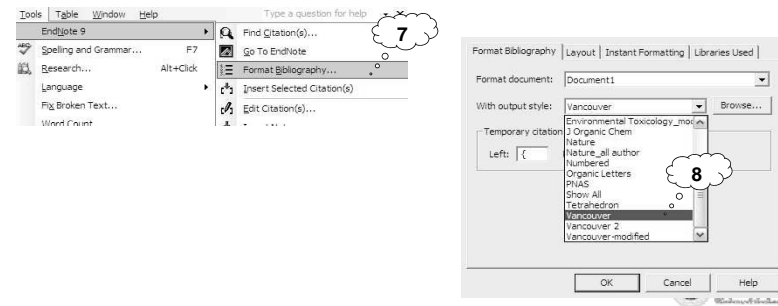 Tools Table Window Help Type a question for help
EndNote 9
Spelling and Grammar... F7
Research... Alt+Click
Language
Fix Broken Text...
Word Count
Find Citation(s)...
Go To EndNote
Format Bibliography...
Insert Selected Citation(s)
Edit Citation(s)...
7
Format Bibliography Layout Instant Formatting Libraries Used
Format document: Document1
With output style: Vancouver Browse...
Environmental Toxicology_mod
J Organic Chem
Nature
Nature_all author
Numbered
Organic Letters
PNAS
Show All
Tetrahedron
Vancouver
Vancouver 2
Vancouver-modified
Temporary citation
Left: {
8
OK Cancel Help